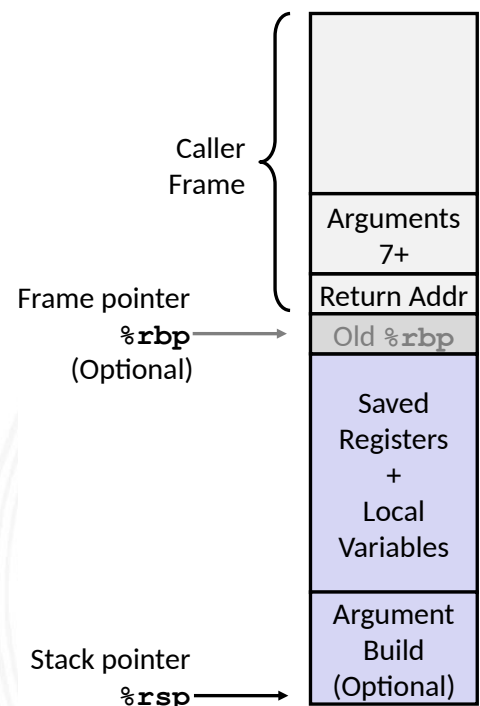 Caller
Frame
Arguments
7+
Return Addr
Frame pointer
%rbp
(Optional)
Old %rbp
Saved
Registers
+
Local
Variables
Argument
Build
(Optional)
Stack pointer
%rsp